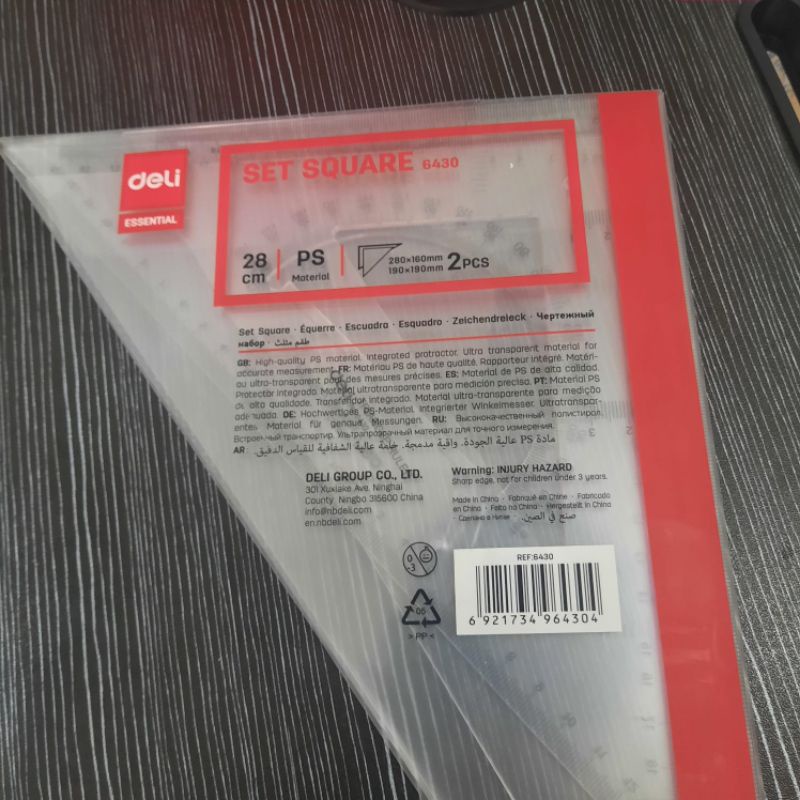 deli
ESSENTIAL
SET SQUARE 6430
28 cm
PS Material
280×160mm
190×190mm
2PCS
Set Square · Équerre · Escuadra · Esquadro · Zeichendreieck · Чертежный
набор · طقم مثلث
GB: High-quality PS material. Integrated protractor. Ultra transparent material for
accurate measurement. FR: Matériau PS de haute qualité. Rapporteur intégré. Matéri-
au ultra-transparent pour des mesures précises. ES: Material de PS de alta calidad.
Protector integrado. Material ultratransparente para medición precisa. PT: Material PS
de alta qualidade. Transferidor integrado. Material ultra-transparente para medição
adequada. DE: Hochwertiges PS-Material. Integrierter Winkelmesser. Ultratranspar-
entes Material für genaue Messungen. RU: Высококачественный полистирол.
Встроенный транспортир. Ультрапрозрачный материал для точного измерения.
AR: مادة PS عالية الجودة. واقية مدمجة. خامة عالية الشفافية للقياس الدقيق.
DELI GROUP CO., LTD.
301 Xuxiake Ave. Ninghai
County Ningbo 315600 China
info@nbdeli.com
en.nbdeli.com
Warning: INJURY HAZARD
Sharp edge, not for children under 3 years.
Made in China · Fabriqué en Chine · Fabricado
en China · Feito na China · Hergestellt in China
· Сделано в Китае · صنع في الصين.
0-3
05
> PP <
REF:6430
6 921734 964304